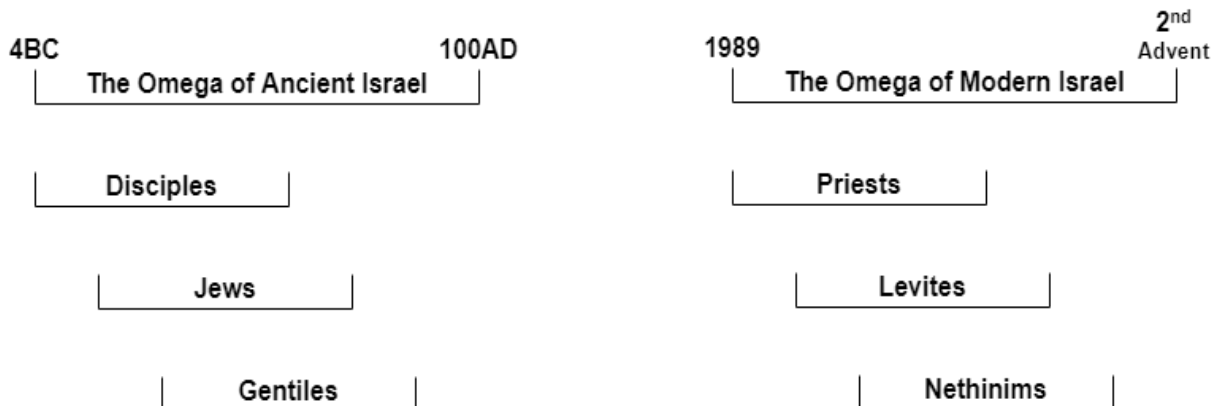 4BC 100AD 1989 2nd
Advent
The Omega of Ancient Israel The Omega of Modern Israel
Disciples Priests
Jews Levites
Gentiles Nethinims